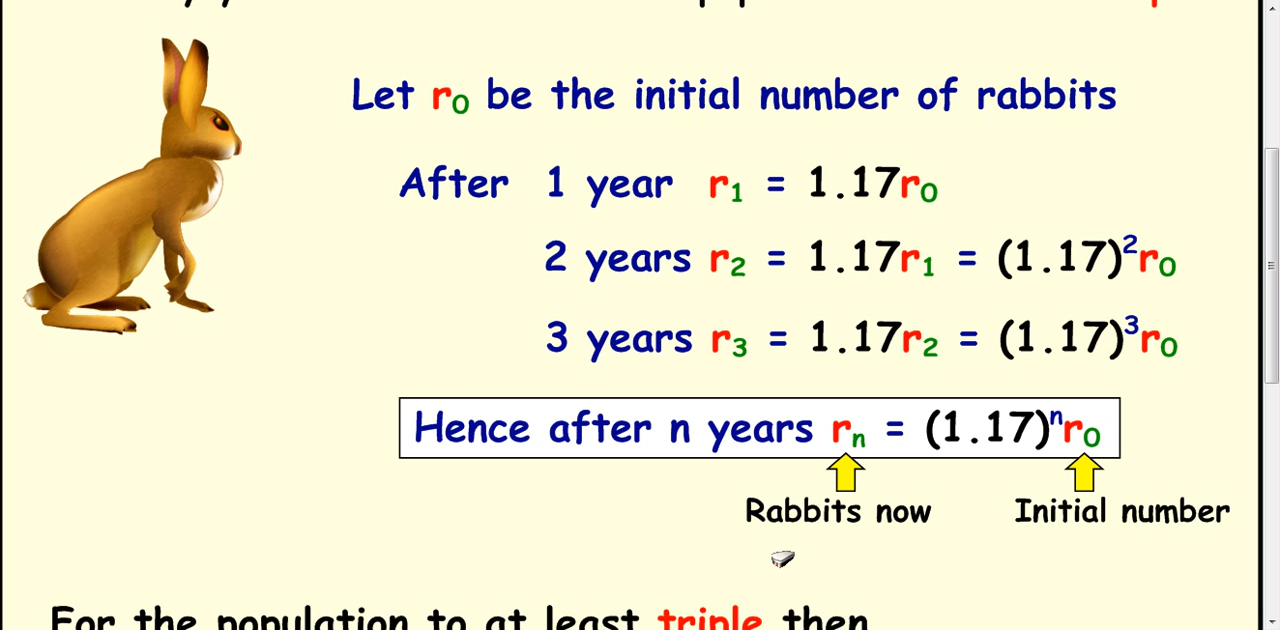 Let r₀ be the initial number of rabbits
After 1 year r₁ = 1.17r₀
2 years r₂ = 1.17r₁ = (1.17)²r₀
3 years r₃ = 1.17r₂ = (1.17)³r₀
Hence after n years rₙ = (1.17)ⁿr₀
Rabbits now Initial number
For the population to at least triple then